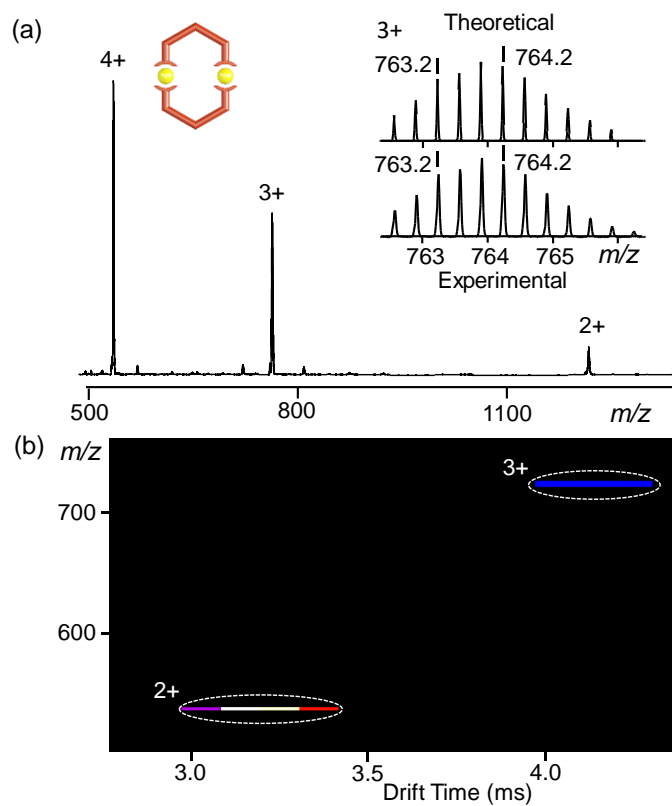 (a)
4+
3+
2+
3+
Theoretical
763.2
764.2
763.2
764.2
763 764 765 m/z
Experimental
500 800 1100 m/z
(b)
m/z
700
600
3+
2+
3.0 3.5 4.0
Drift Time (ms)